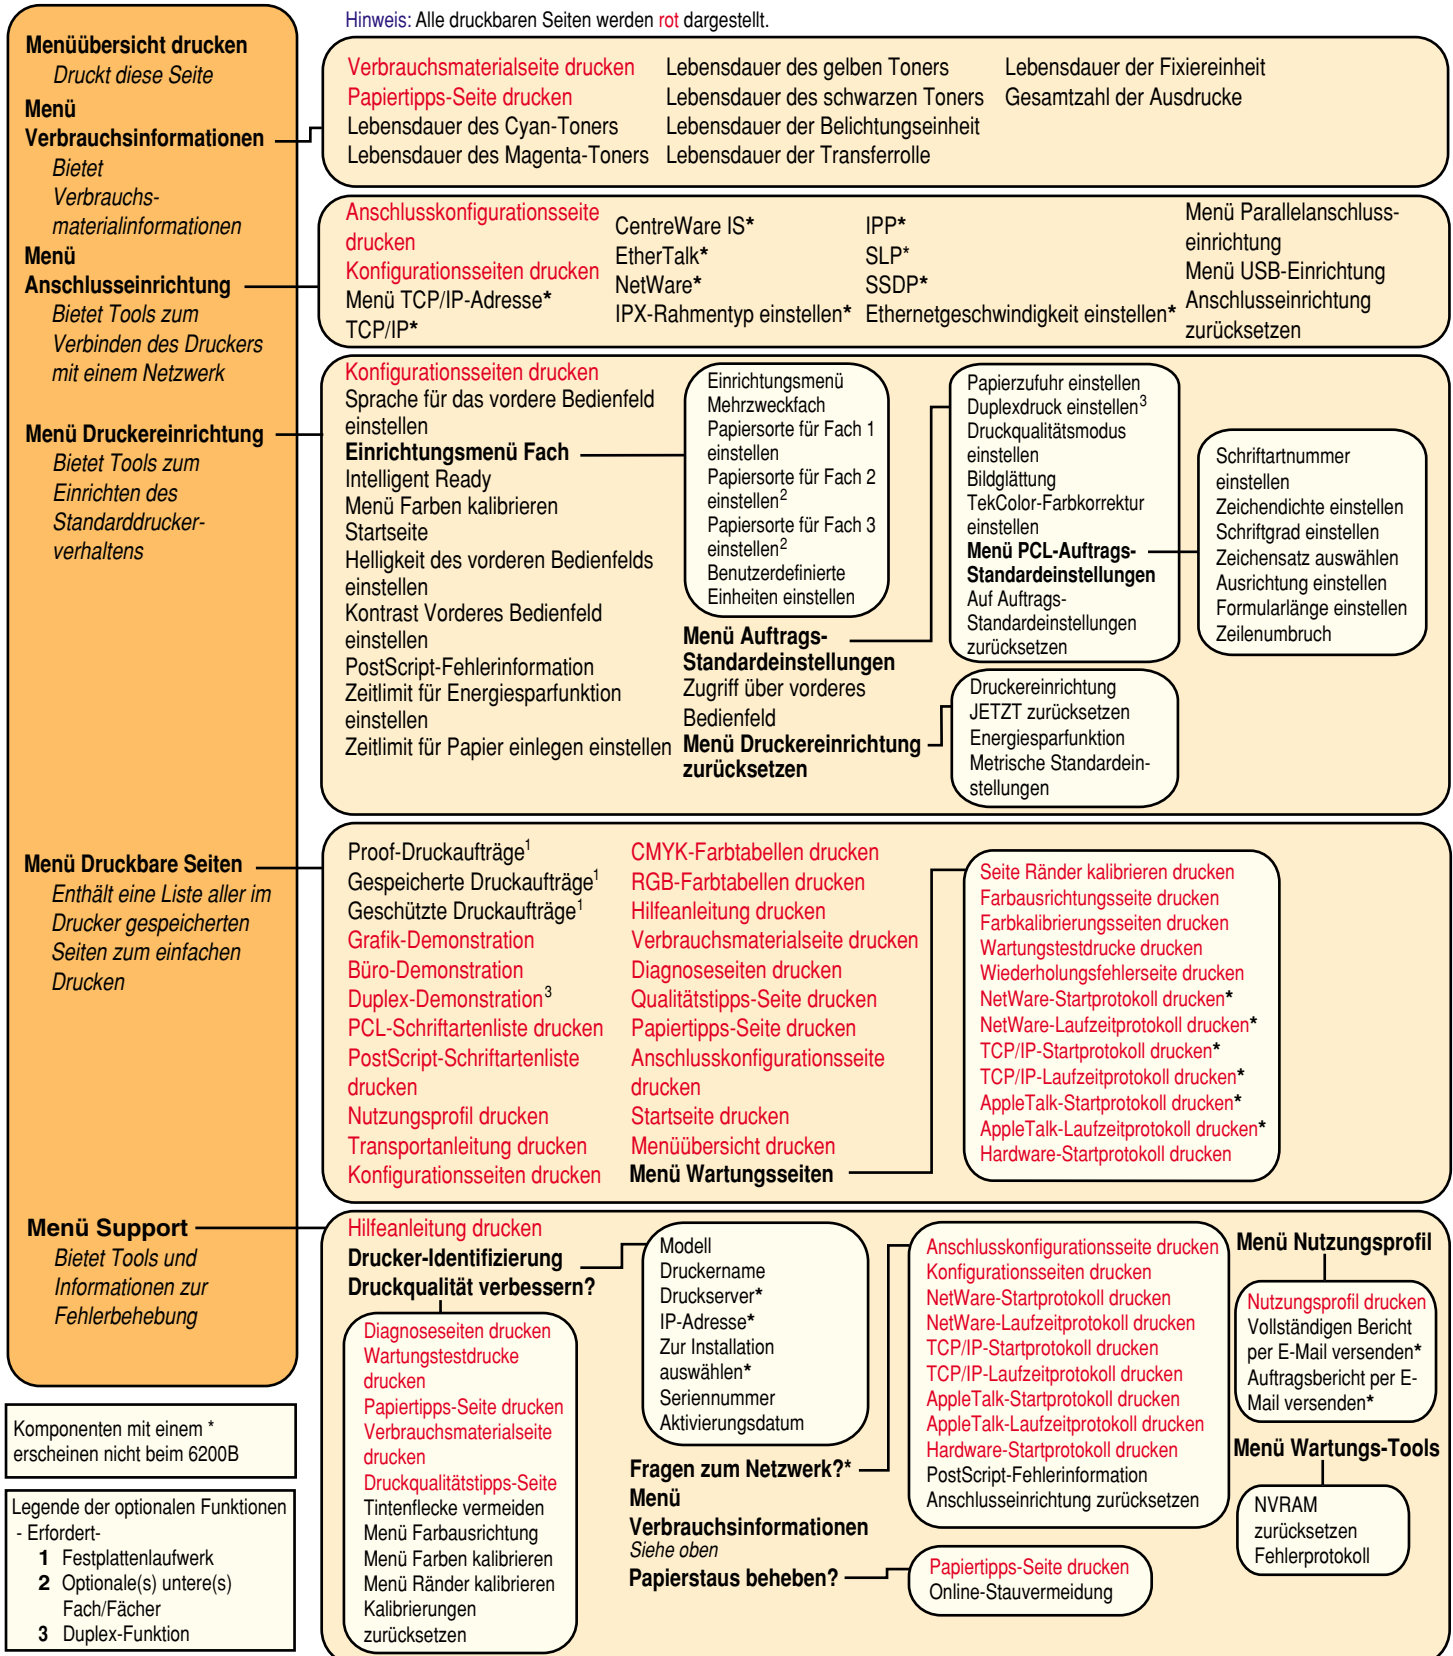 Hinweis: Alle druckbaren Seiten werden rot dargestellt.
Menüübersicht drucken
Druckt diese Seite
Menü
Verbrauchsinformationen
Bietet
Verbrauchs-
materialinformationen
Menü
Anschlusseinrichtung
Bietet Tools zum
Verbinden des Druckers
mit einem Netzwerk
Menü Druckereinrichtung
Bietet Tools zum
Einrichten des
Standarddrucker-
verhaltens
Menü Druckbare Seiten
Enthält eine Liste aller im
Drucker gespeicherten
Seiten zum einfachen
Drucken
Menü Support
Bietet Tools und
Informationen zur
Fehlerbehebung
Komponenten mit einem *
erscheinen nicht beim 6200B
Legende der optionalen Funktionen
- Erfordert-
1 Festplattenlaufwerk
2 Optionale(s) untere(s)
Fach/Fächer
3 Duplex-Funktion
Verbrauchsmaterialseite drucken
Papiertipps-Seite drucken
Lebensdauer des Cyan-Toners
Lebensdauer des Magenta-Toners
Lebensdauer des gelben Toners
Lebensdauer des schwarzen Toners
Lebensdauer der Belichtungseinheit
Lebensdauer der Transferrolle
Lebensdauer der Fixiereinheit
Gesamtzahl der Ausdrucke
Anschlusskonfigurationsseite
drucken
Konfigurationsseiten drucken
Menü TCP/IP-Adresse*
TCP/IP*
CentreWare IS*
EtherTalk*
NetWare*
IPX-Rahmentyp einstellen*
IPP*
SLP*
SSDP*
Ethernetgeschwindigkeit einstellen*
Menü Parallelanschluss-
einrichtung
Menü USB-Einrichtung
Anschlusseinrichtung
zurücksetzen
Konfigurationsseiten drucken
Sprache für das vordere Bedienfeld
einstellen
Einrichtungsmenü Fach
Intelligent Ready
Menü Farben kalibrieren
Startseite
Helligkeit des vorderen Bedienfelds
einstellen
Kontrast Vorderes Bedienfeld
einstellen
PostScript-Fehlerinformation
Zeitlimit für Energiesparfunktion
einstellen
Zeitlimit für Papier einlegen einstellen
Einrichtungsmenü
Mehrzweckfach
Papiersorte für Fach 1
einstellen
Papiersorte für Fach 2
einstellen2
Papiersorte für Fach 3
einstellen2
Benutzerdefinierte
Einheiten einstellen
Menü Auftrags-
Standardeinstellungen
Zugriff über vorderes
Bedienfeld
Menü Druckereinrichtung
zurücksetzen
Papierzufuhr einstellen
Duplexdruck einstellen3
Druckqualitätsmodus
einstellen
Bildglättung
TekColor-Farbkorrektur
einstellen
Menü PCL-Auftrags-
Standardeinstellungen
Auf Auftrags-
Standardeinstellungen
zurücksetzen
Schriftartnummer
einstellen
Zeichendichte einstellen
Schriftgrad einstellen
Zeichensatz auswählen
Ausrichtung einstellen
Formularlänge einstellen
Zeilenumbruch
Druckereinrichtung
JETZT zurücksetzen
Energiesparfunktion
Metrische Standardein-
stellungen
Proof-Druckaufträge1
Gespeicherte Druckaufträge1
Geschützte Druckaufträge1
Grafik-Demonstration
Büro-Demonstration
Duplex-Demonstration3
PCL-Schriftartenliste drucken
PostScript-Schriftartenliste
drucken
Nutzungsprofil drucken
Transportanleitung drucken
Konfigurationsseiten drucken
CMYK-Farbtabellen drucken
RGB-Farbtabellen drucken
Hilfeanleitung drucken
Verbrauchsmaterialseite drucken
Diagnoseseiten drucken
Qualitätstipps-Seite drucken
Papiertipps-Seite drucken
Anschlusskonfigurationsseite
drucken
Startseite drucken
Menüübersicht drucken
Menü Wartungsseiten
Seite Ränder kalibrieren drucken
Farbausrichtungsseite drucken
Farbkalibrierungsseiten drucken
Wartungstestdrucke drucken
Wiederholungsfehlerseite drucken
NetWare-Startprotokoll drucken*
NetWare-Laufzeitprotokoll drucken*
TCP/IP-Startprotokoll drucken*
TCP/IP-Laufzeitprotokoll drucken*
AppleTalk-Startprotokoll drucken*
AppleTalk-Laufzeitprotokoll drucken*
Hardware-Startprotokoll drucken
Hilfeanleitung drucken
Drucker-Identifizierung
Druckqualität verbessern?
Diagnoseseiten drucken
Wartungstestdrucke
drucken
Papiertipps-Seite drucken
Verbrauchsmaterialseite
drucken
Druckqualitätstipps-Seite
Tintenflecke vermeiden
Menü Farbausrichtung
Menü Farben kalibrieren
Menü Ränder kalibrieren
Kalibrierungen
zurücksetzen
Modell
Druckername
Druckserver*
IP-Adresse*
Zur Installation
auswählen*
Seriennummer
Aktivierungsdatum
Fragen zum Netzwerk?*
Menü
Verbrauchsinformationen
Siehe oben
Papierstaus beheben?
Anschlusskonfigurationsseite drucken
Konfigurationsseiten drucken
NetWare-Startprotokoll drucken
NetWare-Laufzeitprotokoll drucken
TCP/IP-Startprotokoll drucken
TCP/IP-Laufzeitprotokoll drucken
AppleTalk-Startprotokoll drucken
AppleTalk-Laufzeitprotokoll drucken
Hardware-Startprotokoll drucken
PostScript-Fehlerinformation
Anschlusseinrichtung zurücksetzen
Papiertipps-Seite drucken
Online-Stauvermeidung
Menü Nutzungsprofil
Nutzungsprofil drucken
Vollständigen Bericht
per E-Mail versenden*
Auftragsbericht per E-
Mail versenden*
Menü Wartungs-Tools
NVRAM
zurücksetzen
Fehlerprotokoll